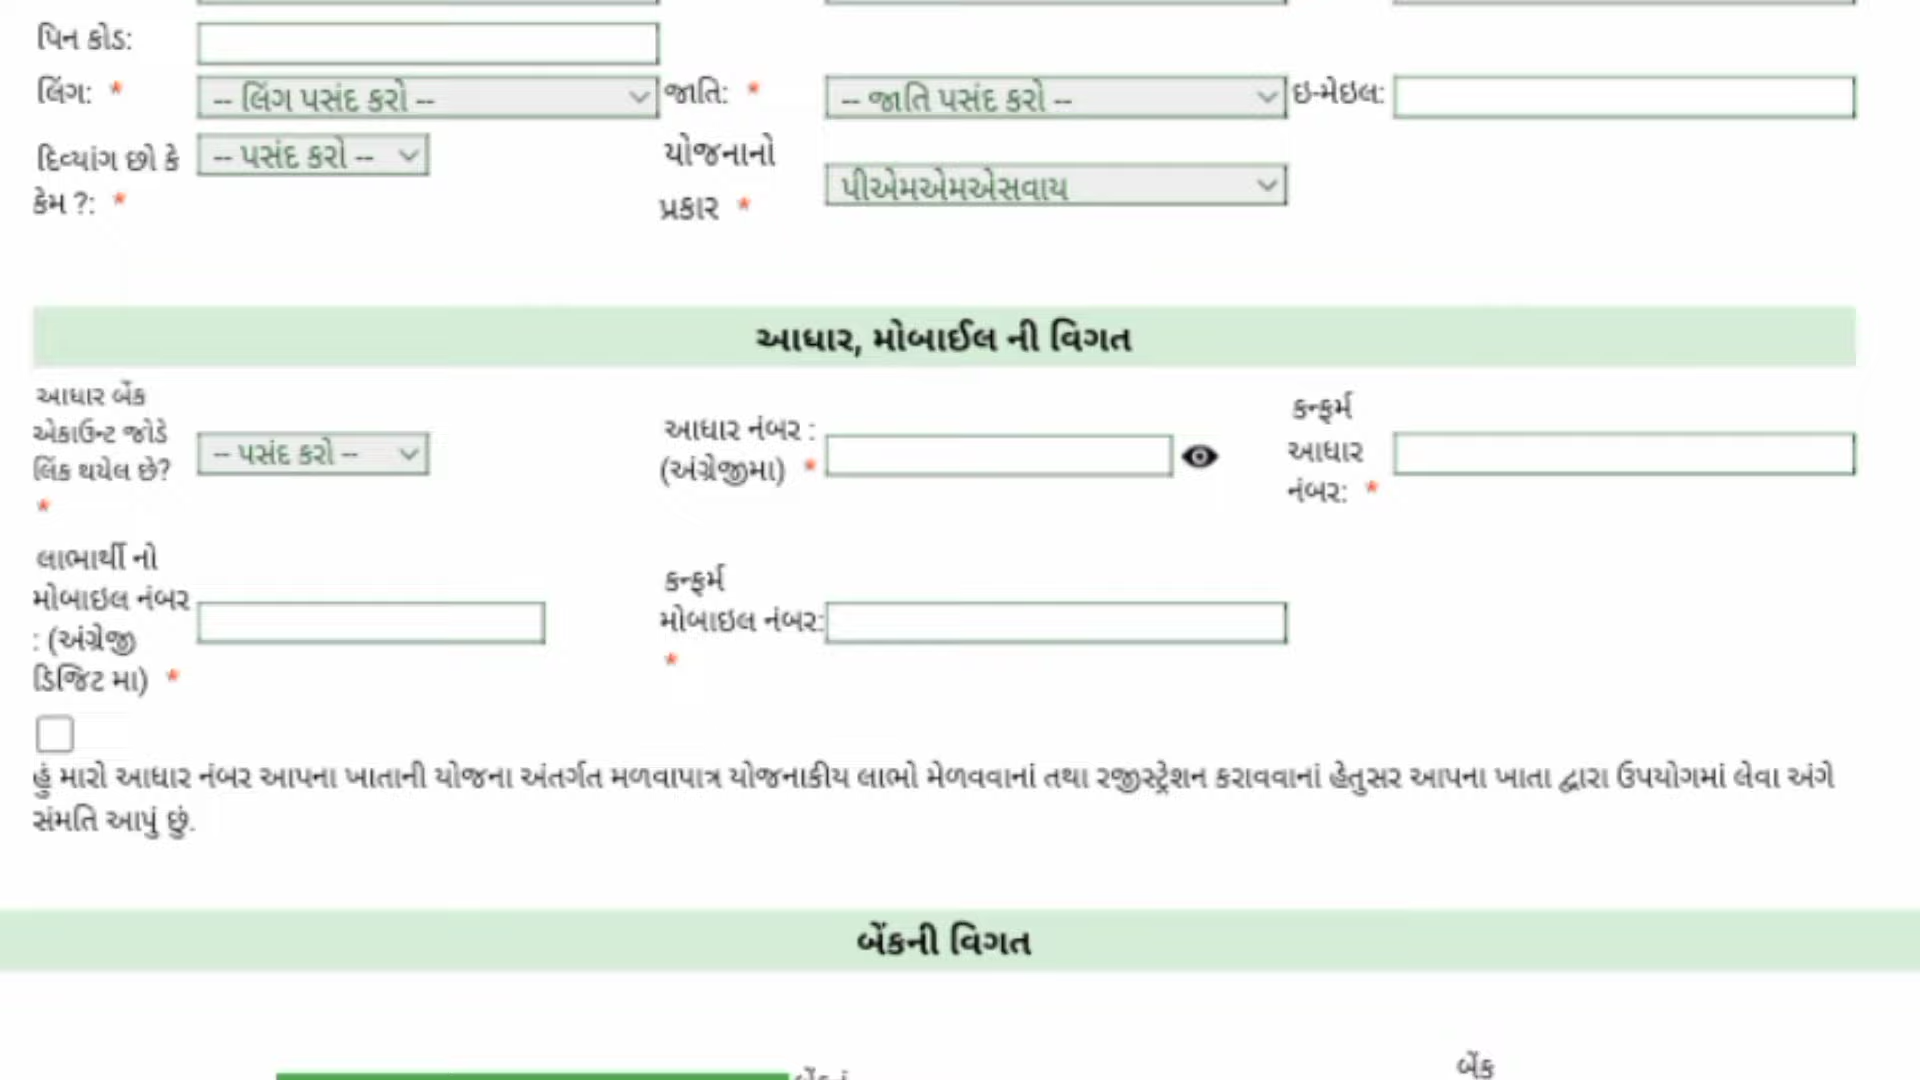 પિન કોડ:
લિંગ: * -- લિંગ પસંદ કરો -- જાતિ: * -- જાતિ પસંદ કરો -- ઇ-મેઇલ:
દિવ્યાંગ છો કે
કેમ ?: *
-- પસંદ કરો --
યોજનાનો
પ્રકાર *
પીએમએમએસવાય
આધાર, મોબાઈલ ની વિગત
આધાર બેંક
એકાઉન્ટ જોડે
લિંક થયેલ છે?
*
-- પસંદ કરો --
આધાર નંબર :
(અંગ્રેજીમા) *
કન્ફર્મ
આધાર
નંબર: *
લાભાર્થી નો
મોબાઇલ નંબર
: (અંગ્રેજી
ડિજિટ મા) *
કન્ફર્મ
મોબાઇલ નંબર:
*
હું મારો આધાર નંબર આપના ખાતાની યોજના અંતર્ગત મળવાપાત્ર યોજનાકીય લાભો મેળવવાનાં તથા રજીસ્ટ્રેશન કરાવવાનાં હેતુસર આપના ખાતા દ્વારા ઉપયોગમાં લેવા અંગે
સંમતિ આપું છું.
બેંકની વિગત
બેંક